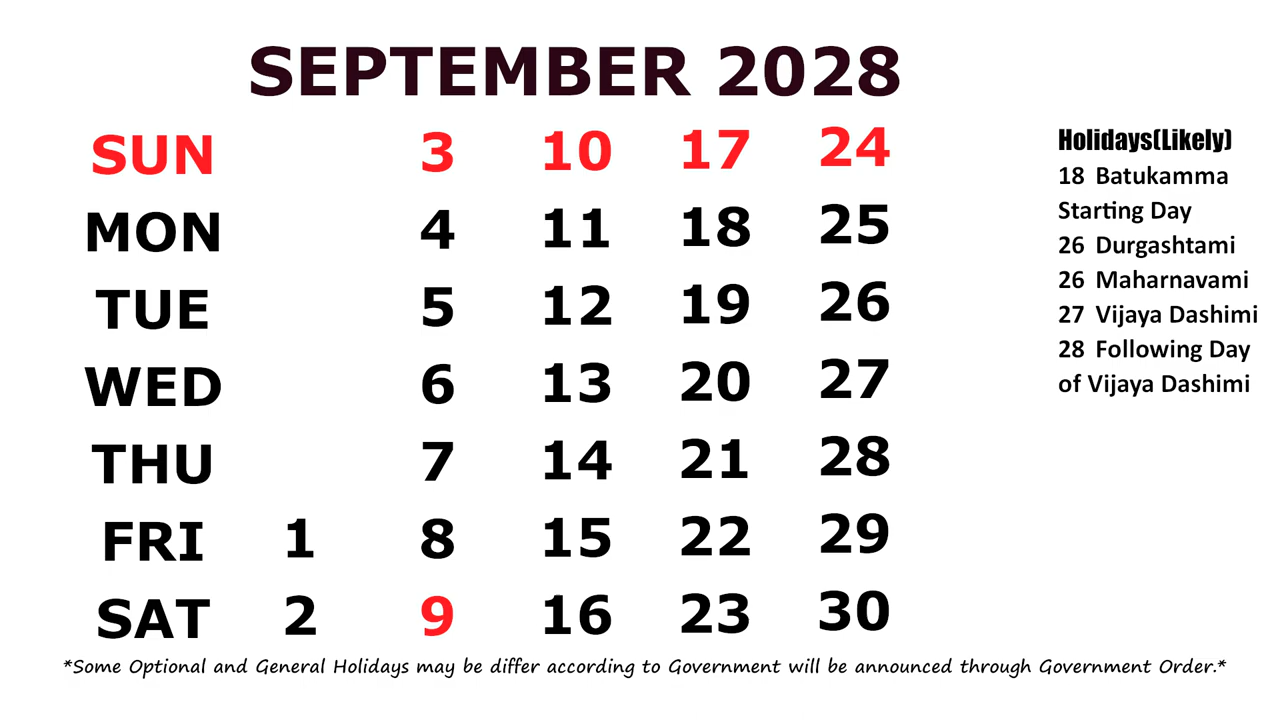 SEPTEMBER 2028
SUN 3 10 17 24
MON 4 11 18 25
TUE 5 12 19 26
WED 6 13 20 27
THU 7 14 21 28
FRI 1 8 15 22 29
SAT 2 9 16 23 30
Holidays(Likely)
18 Batukamma
Starting Day
26 Durgashtami
26 Maharnavami
27 Vijaya Dashimi
28 Following Day
of Vijaya Dashimi
*Some Optional and General Holidays may be differ according to Government will be announced through Government Order.*